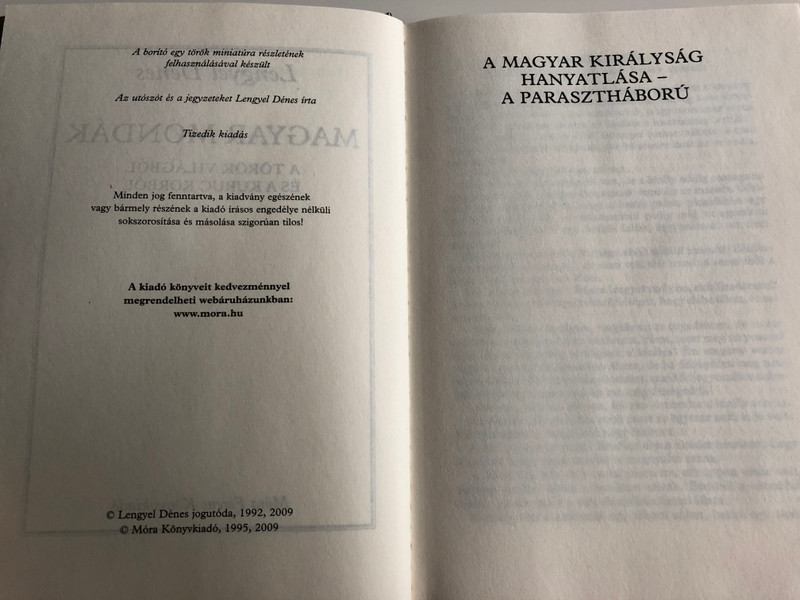 A borító egy török miniatúra részletének
felhasználásával készült
Az utószót és a jegyzeteket Lengyel Dénes írta
Tizedik kiadás
Minden jog fenntartva, a kiadvány egészének
vagy bármely részének a kiadó írásos engedélye nélküli
sokszorosítása és másolása szigorúan tilos!
A kiadó könyveit kedvezménnyel
megrendelheti webáruházunkban:
www.mora.hu
© Lengyel Dénes jogutóda, 1992, 2009
© Móra Könyvkiadó, 1995, 2009
A MAGYAR KIRÁLYSÁG
HANYATLÁSA –
A PARASZTHÁBORÚ